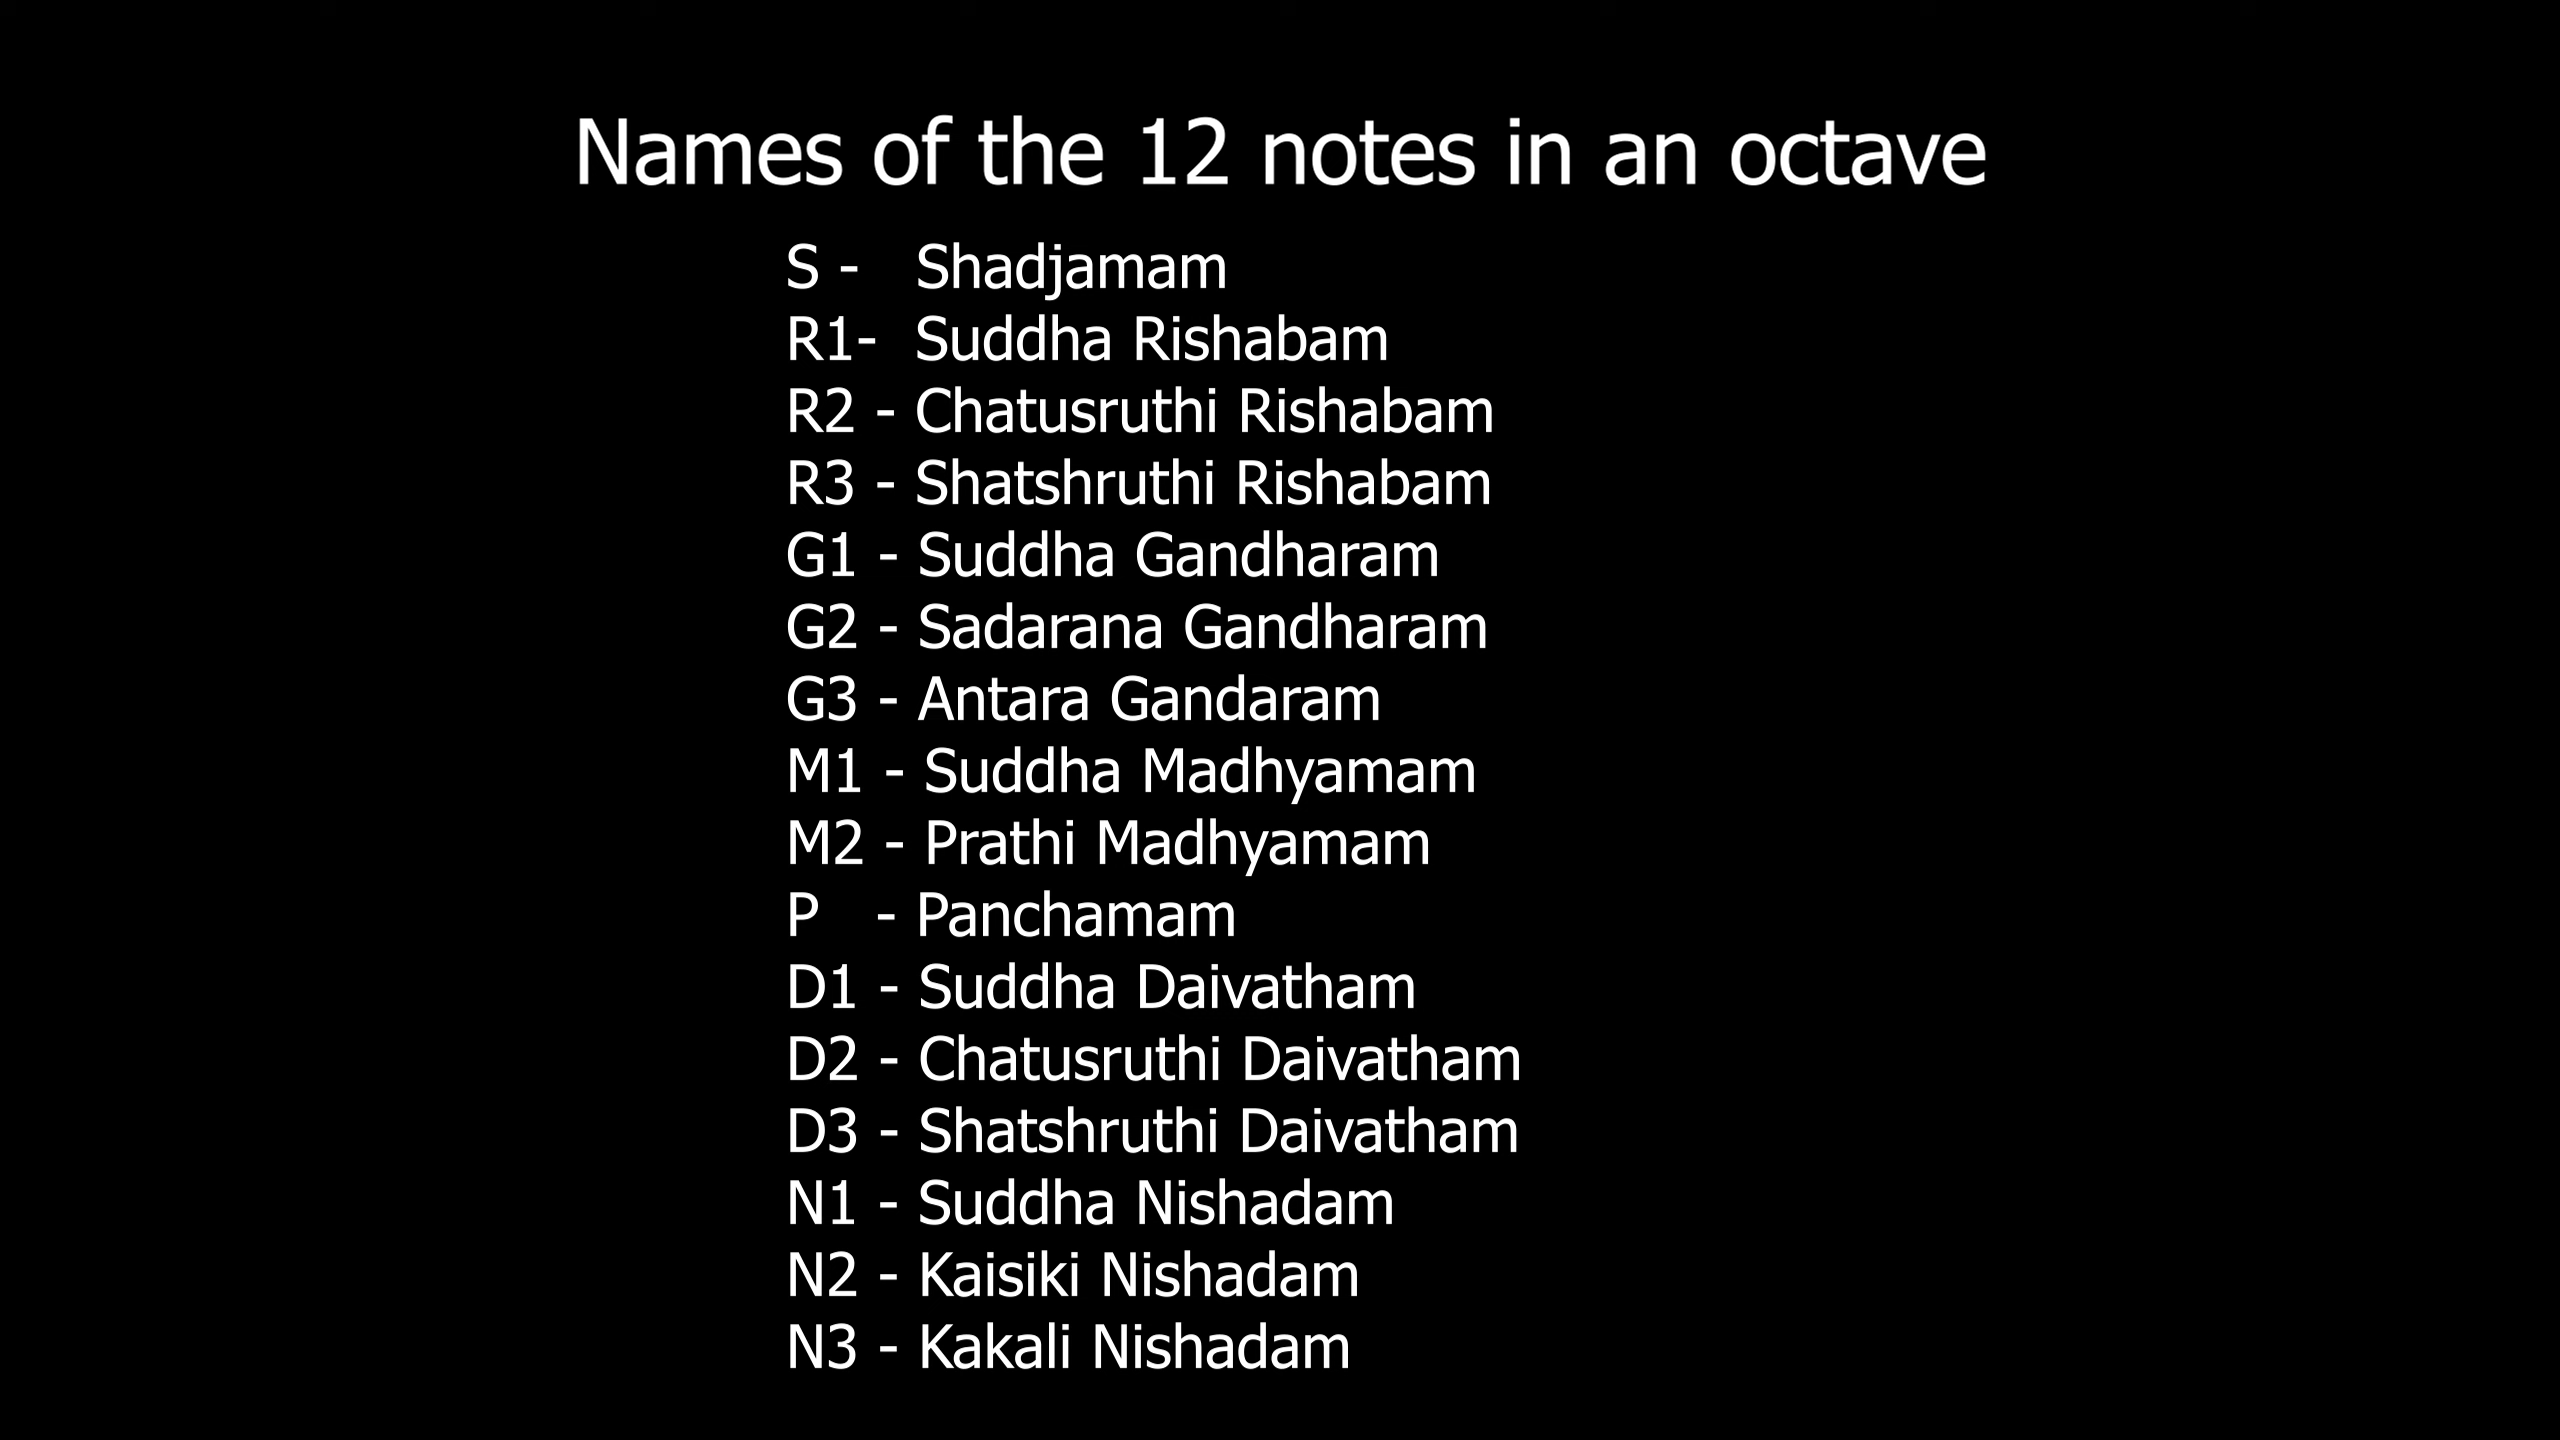 Names of the 12 notes in an octave
S - Shadjamam
R1- Suddha Rishabam
R2 - Chatusruthi Rishabam
R3 - Shatshruthi Rishabam
G1 - Suddha Gandharam
G2 - Sadarana Gandharam
G3 - Antara Gandaram
M1 - Suddha Madhyamam
M2 - Prathi Madhyamam
P - Panchamam
D1 - Suddha Daivatham
D2 - Chatusruthi Daivatham
D3 - Shatshruthi Daivatham
N1 - Suddha Nishadam
N2 - Kaisiki Nishadam
N3 - Kakali Nishadam